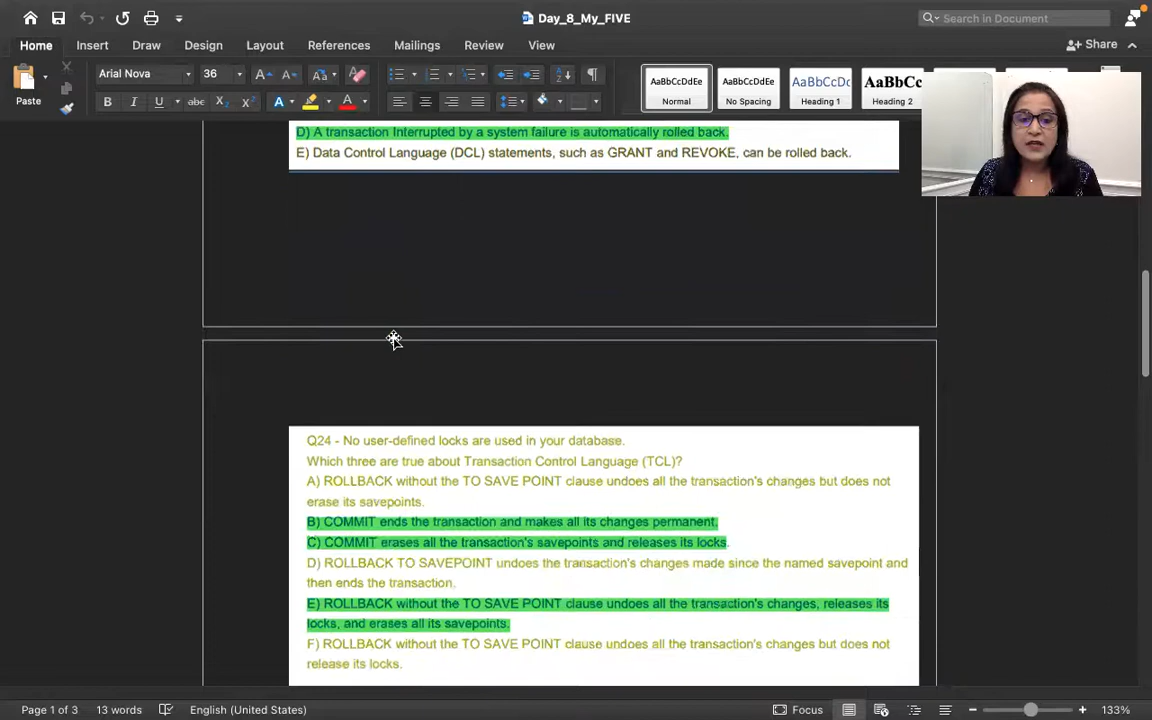 Day_8_My_FIVE
Search in Document
Home Insert Draw Design Layout References Mailings Review View
Share
Paste
Arial Nova 36
AaBbCcDdEe AaBbCcDdEe AaBbCcDc AaBbCc
Normal No Spacing Heading 1 Heading 2
D) A transaction Interrupted by a system failure is automatically rolled back.
E) Data Control Language (DCL) statements, such as GRANT and REVOKE, can be rolled back.
Q24 - No user-defined locks are used in your database.
Which three are true about Transaction Control Language (TCL)?
A) ROLLBACK without the TO SAVE POINT clause undoes all the transaction's changes but does not
erase its savepoints.
B) COMMIT ends the transaction and makes all its changes permanent.
C) COMMIT erases all the transaction's savepoints and releases its locks.
D) ROLLBACK TO SAVEPOINT undoes the transaction's changes made since the named savepoint and
then ends the transaction.
E) ROLLBACK without the TO SAVE POINT clause undoes all the transaction's changes, releases its
locks, and erases all its savepoints.
F) ROLLBACK without the TO SAVE POINT clause undoes all the transaction's changes but does not
release its locks.
Page 1 of 3 13 words English (United States) Focus 133%